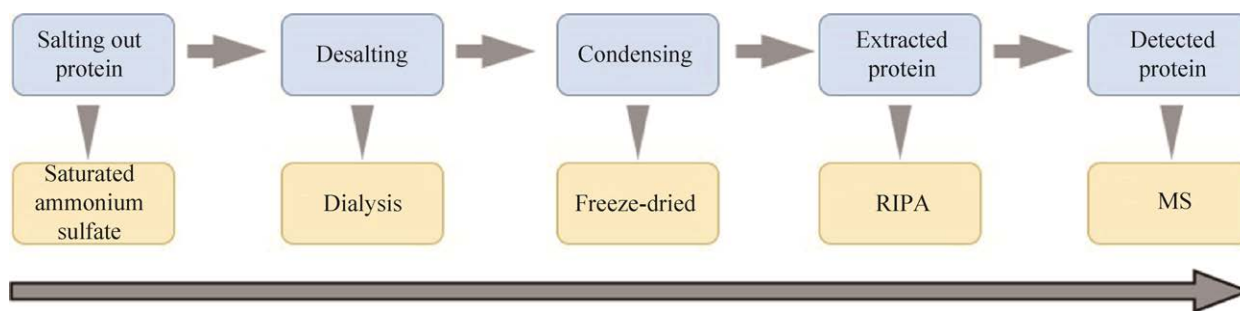 Salting out
protein
Desalting
Condensing
Extracted
protein
Detected
protein
Saturated
ammonium
sulfate
Dialysis
Freeze-dried
RIPA
MS